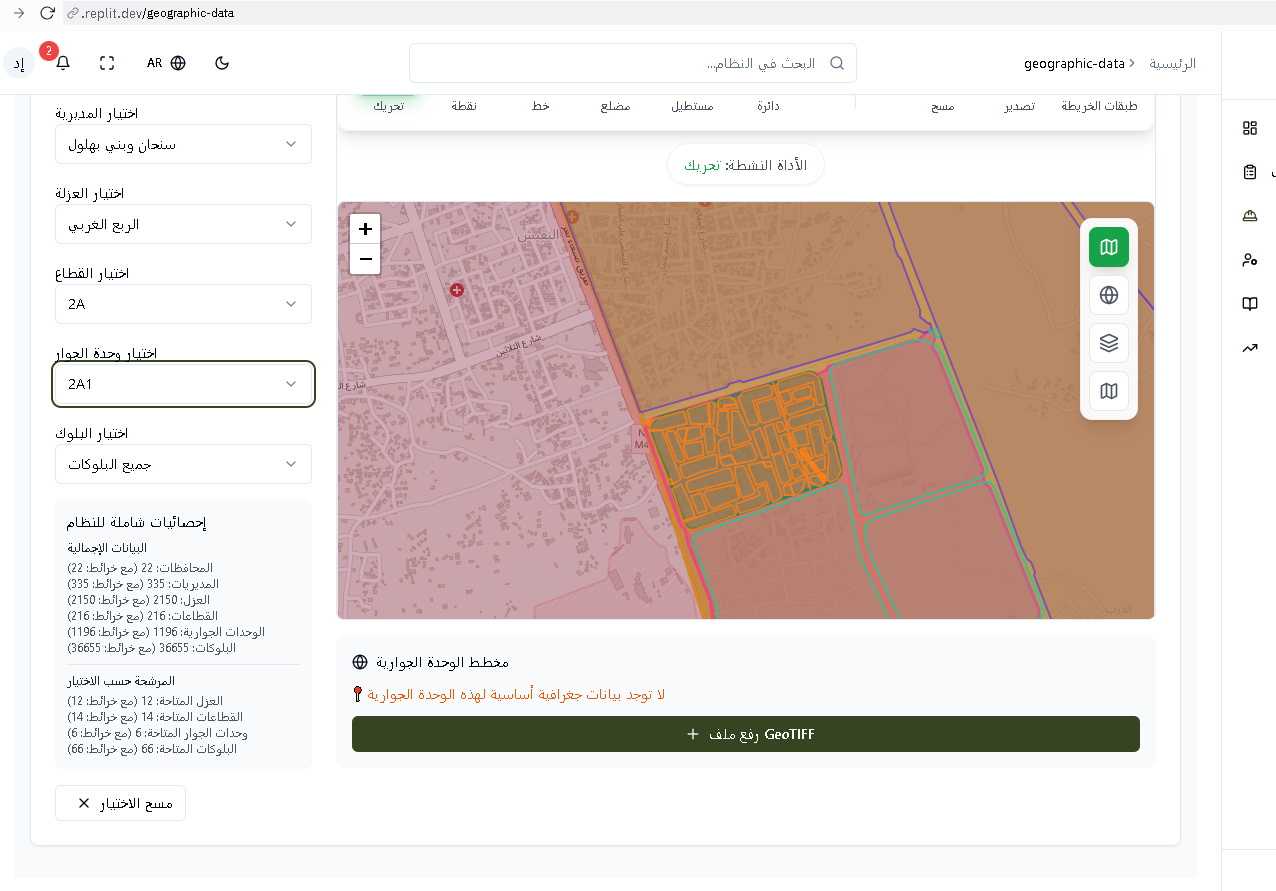 .replit.dev/geographic-data
الرئيسية
geographic-data
البحث في النظام...
AR
2
إد
طبقات الخريطة
تصدير
مسح
دائرة
مستطيل
مضلع
خط
نقطة
تحريك
الأداة النشطة: تحريك
اختيار المديرية
سنحان وبني بهلول
اختيار العزلة
الربع الغربي
اختيار القطاع
2A
اختيار وحدة الجوار
2A1
اختيار البلوك
جميع البلوكات
إحصائيات شاملة للنظام
البيانات الإجمالية
المحافظات: 22 (مع خرائط: 22)
المديريات: 335 (مع خرائط: 335)
العزل: 2150 (مع خرائط: 2150)
القطاعات: 216 (مع خرائط: 216)
الوحدات الجوارية: 1196 (مع خرائط: 1196)
البلوكات: 36655 (مع خرائط: 36655)
المرشحة حسب الاختيار
العزل المتاحة: 12 (مع خرائط: 12)
القطاعات المتاحة: 14 (مع خرائط: 14)
وحدات الجوار المتاحة: 6 (مع خرائط: 6)
البلوكات المتاحة: 66 (مع خرائط: 66)
مسح الاختيار
+
−
النقيش
شارع الثلاثين
الدرب
مخطط الوحدة الجوارية
لا توجد بيانات جغرافية أساسية لهذه الوحدة الجوارية
رفع ملف GeoTIFF